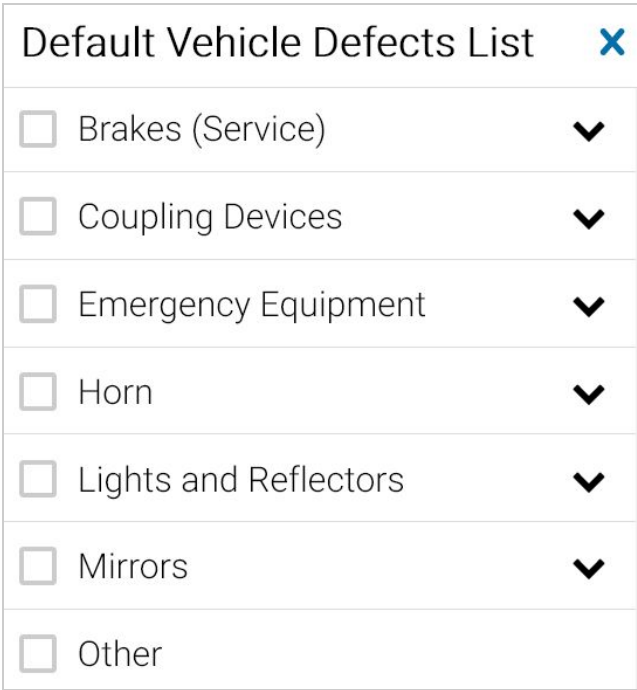 Default Vehicle Defects List
Brakes (Service)
Coupling Devices
Emergency Equipment
Horn
Lights and Reflectors
Mirrors
Other